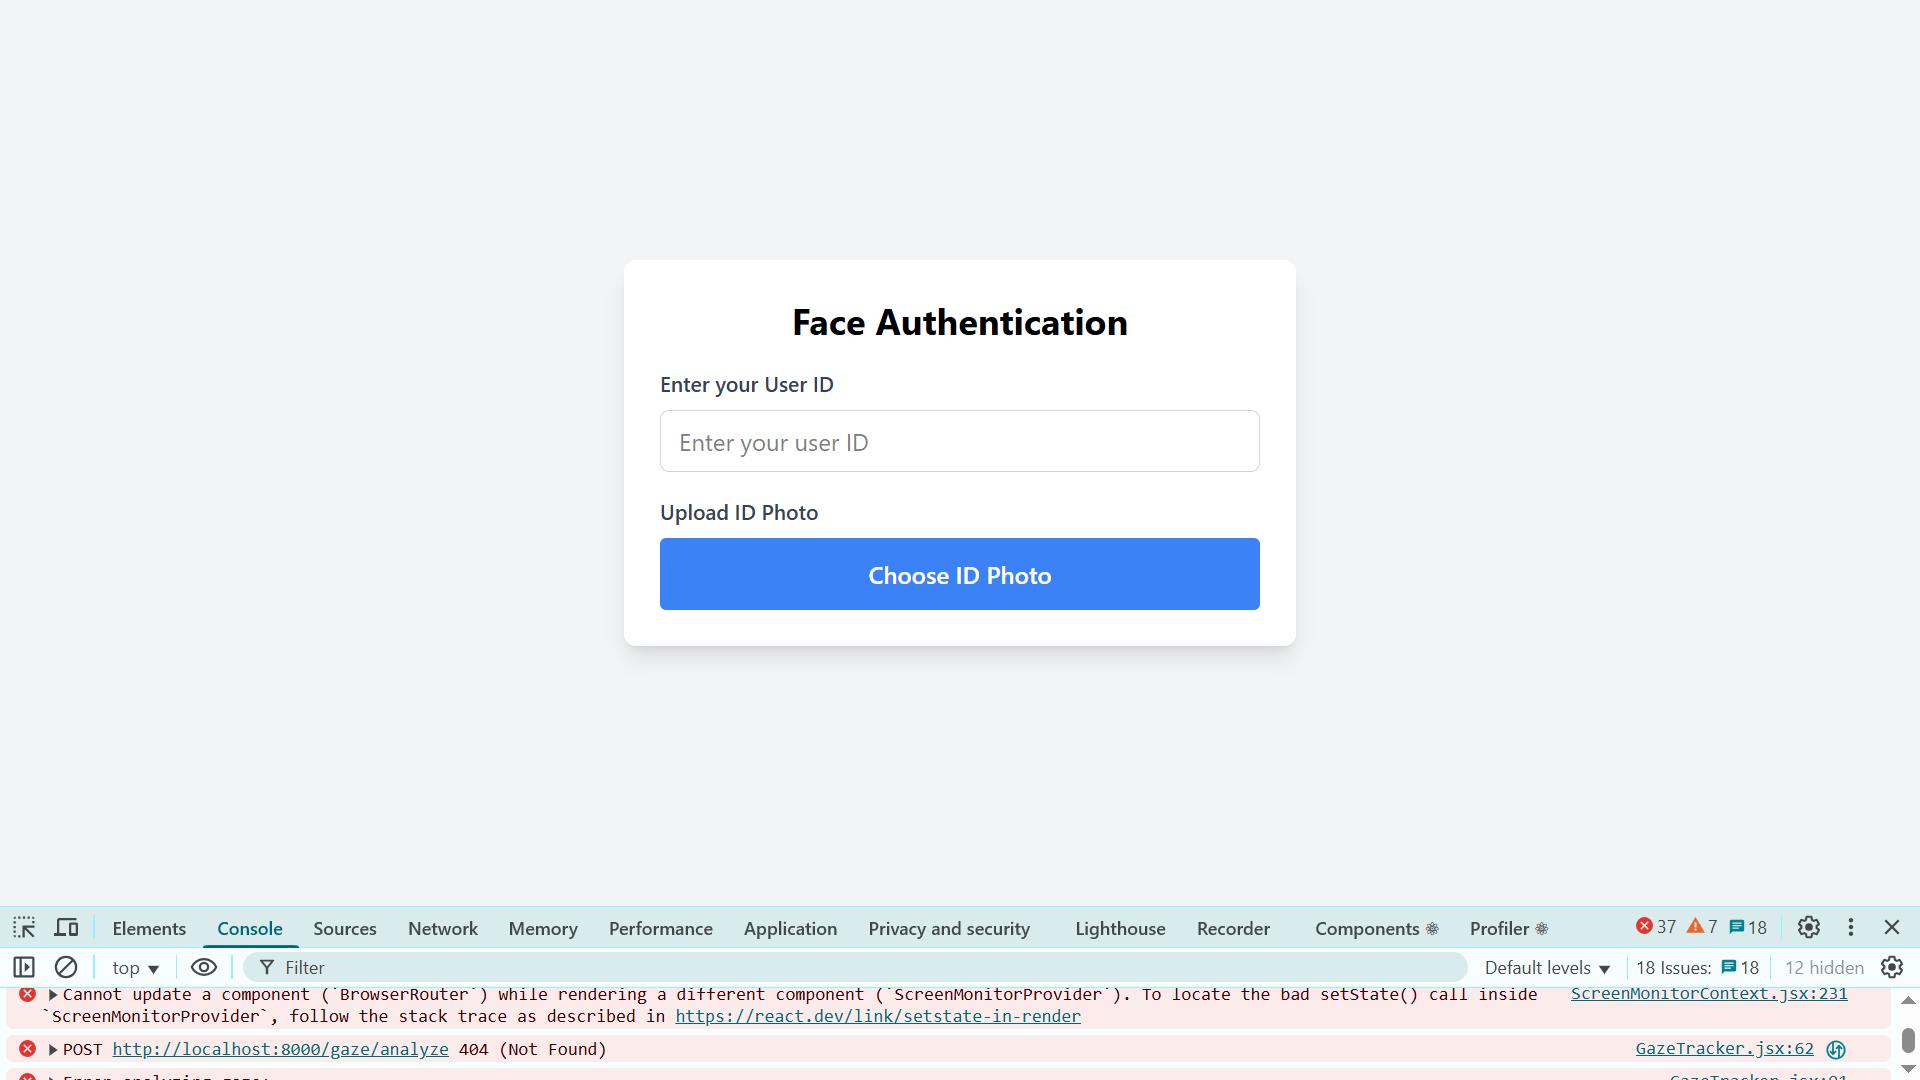 Face Authentication
Enter your User ID
Enter your user ID
Upload ID Photo
Choose ID Photo
Elements Console Sources Network Memory Performance Application Privacy and security Lighthouse Recorder Components Profiler 37 7 18
top Filter Default levels 18 Issues: 18 12 hidden
Cannot update a component (`BrowserRouter`) while rendering a different component (`ScreenMonitorProvider`). To locate the bad setState() call inside ScreenMonitorContext.jsx:231
`ScreenMonitorProvider`, follow the stack trace as described in https://react.dev/link/setstate-in-render
POST http://localhost:8000/gaze/analyze 404 (Not Found) GazeTracker.jsx:62